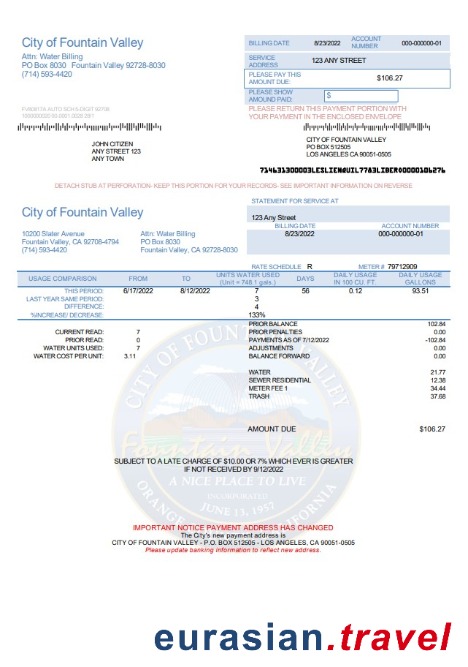 City of Fountain Valley
Attn: Water Billing
PO Box 8030 Fountain Valley 92728-8030
(714) 593-4420
BILLING DATE 8/23/2022 ACCOUNT NUMBER 000-000000-01
SERVICE ADDRESS 123 ANY STREET
PLEASE PAY THIS AMOUNT DUE: $106.27
PLEASE SHOW AMOUNT PAID: $
PLEASE RETURN THIS PAYMENT PORTION WITH
YOUR PAYMENT IN THE ENCLOSED ENVELOPE
JOHN CITIZEN
ANY STREET 123
ANY TOWN
CITY OF FOUNTAIN VALLEY
PO BOX 512505
LOS ANGELES, CA 90051-0505
DETACH STUB AT PERFORATION- KEEP THIS PORTION FOR YOUR RECORDS- SEE IMPORTANT INFORMATION ON REVERSE
City of Fountain Valley
10200 Slater Avenue
Fountain Valley, CA 92708-4794
(714) 593-4420
Attn: Water Billing
PO Box 8030
Fountain Valley, CA 92728-8030
STATEMENT FOR SERVICE AT
123 Any Street
BILLING DATE ACCOUNT NUMBER
8/23/2022 000-000000-01
RATE SCHEDULE R METER # 79712909
USAGE COMPARISON FROM TO UNITS WATER USED (Unit = 748.1 gals.) DAYS DAILY USAGE IN 100 CU. FT. DAILY USAGE GALLONS
THIS PERIOD: 6/17/2022 8/12/2022 7 56 0.12 93.51
LAST YEAR SAME PERIOD: 3
DIFFERENCE: 4
%INCREASE/ DECREASE: 133%
CURRENT READ: 7
PRIOR READ: 0
WATER UNITS USED: 7
WATER COST PER UNIT: 3.11
PRIOR BALANCE 102.84
PRIOR PENALTIES 0.00
PAYMENTS AS OF 7/12/2022 -102.84
ADJUSTMENTS 0.00
BALANCE FORWARD 0.00
WATER 21.77
SEWER RESIDENTIAL 12.38
METER FEE 1 34.44
TRASH 37.68
AMOUNT DUE $106.27
SUBJECT TO A LATE CHARGE OF $10.00 OR 7% WHICH EVER IS GREATER
IF NOT RECEIVED BY 9/12/2022
CITY OF FOUNTAIN VALLEY
Fountain Valley
A NICE PLACE TO LIVE
INCORPORATED
JUNE 13, 1957
ORANGE COUNTY, CALIFORNIA
IMPORTANT NOTICE PAYMENT ADDRESS HAS CHANGED
The City's new payment address is
CITY OF FOUNTAIN VALLEY - P.O. BOX 512505 - LOS ANGELES, CA 90051-0505
Please update banking information to reflect new address.
eurasian.travel